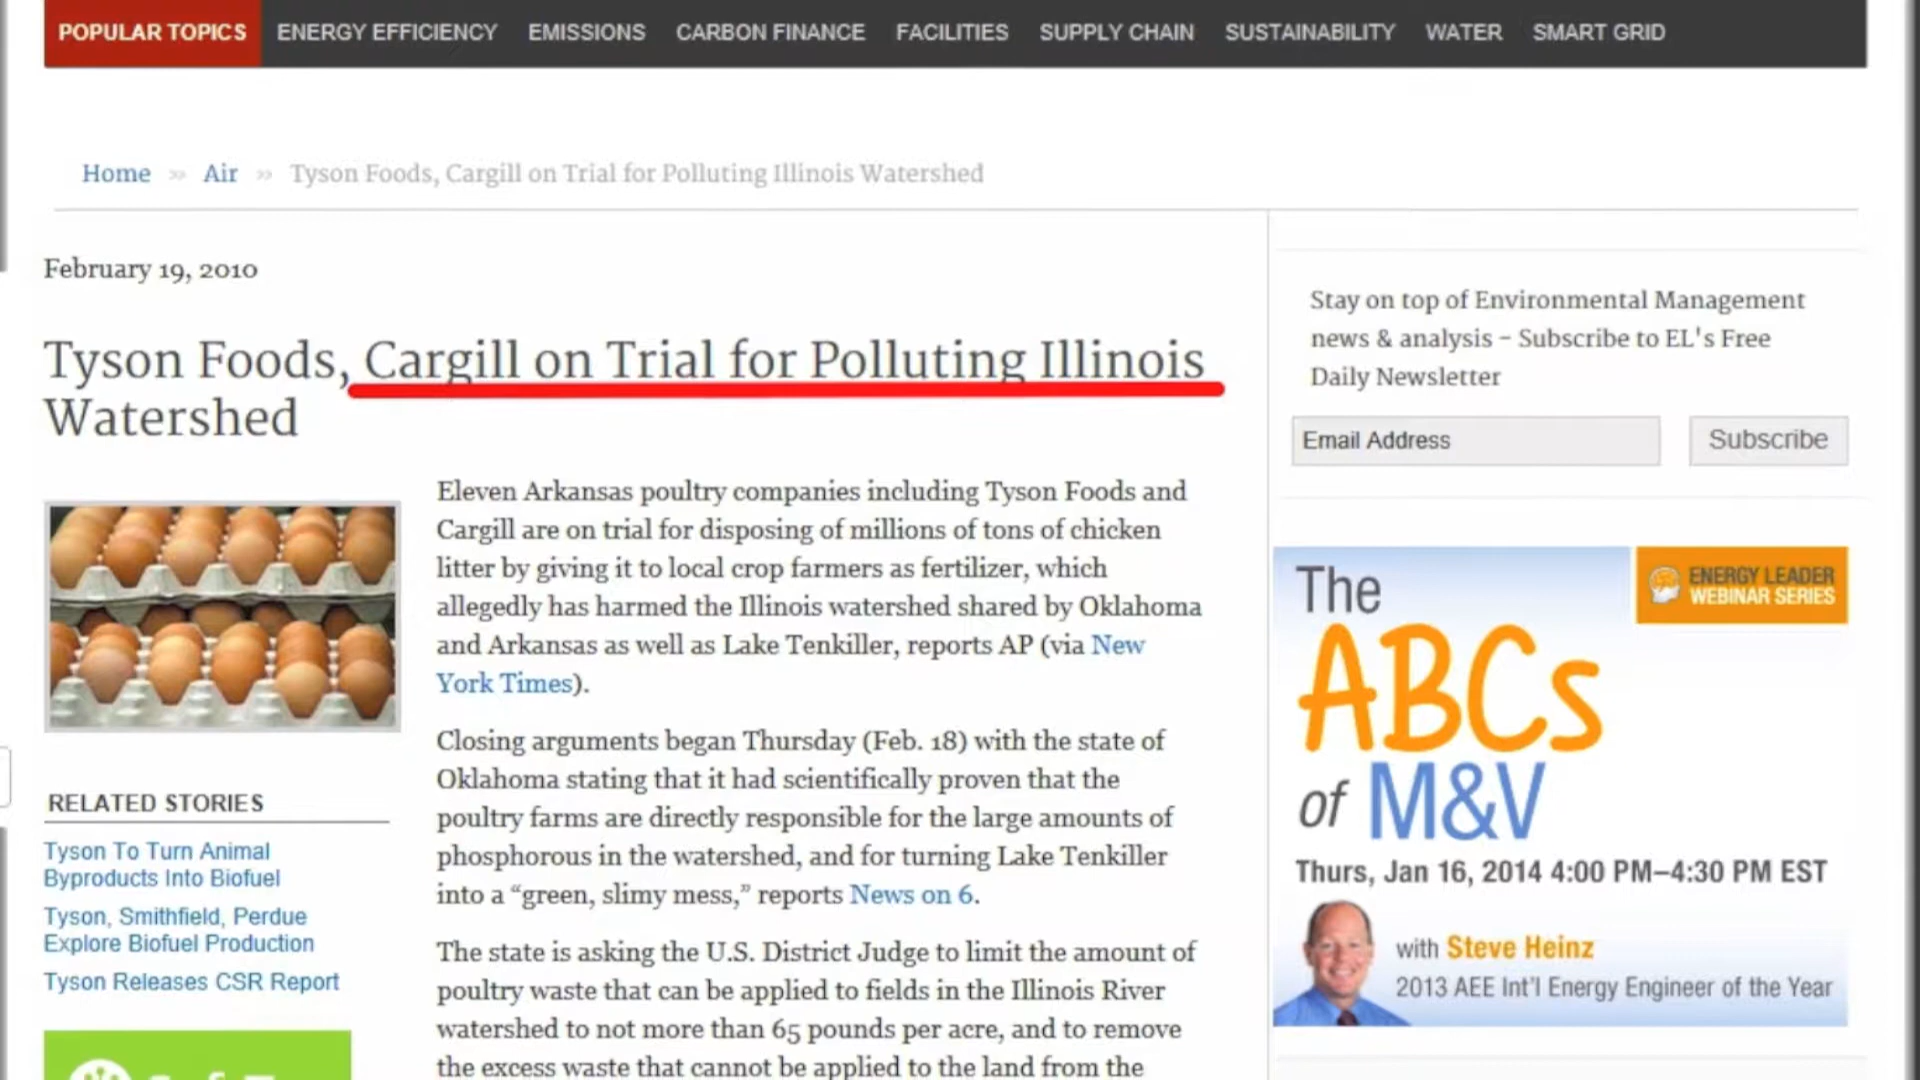 POPULAR TOPICS ENERGY EFFICIENCY EMISSIONS CARBON FINANCE FACILITIES SUPPLY CHAIN SUSTAINABILITY WATER SMART GRID
Home » Air » Tyson Foods, Cargill on Trial for Polluting Illinois Watershed
February 19, 2010
Tyson Foods, Cargill on Trial for Polluting Illinois
Watershed
Eleven Arkansas poultry companies including Tyson Foods and
Cargill are on trial for disposing of millions of tons of chicken
litter by giving it to local crop farmers as fertilizer, which
allegedly has harmed the Illinois watershed shared by Oklahoma
and Arkansas as well as Lake Tenkiller, reports AP (via New
York Times).
Closing arguments began Thursday (Feb. 18) with the state of
Oklahoma stating that it had scientifically proven that the
poultry farms are directly responsible for the large amounts of
phosphorous in the watershed, and for turning Lake Tenkiller
into a “green, slimy mess,” reports News on 6.
The state is asking the U.S. District Judge to limit the amount of
poultry waste that can be applied to fields in the Illinois River
watershed to not more than 65 pounds per acre, and to remove
the excess waste that cannot be applied to the land from the
RELATED STORIES
Tyson To Turn Animal
Byproducts Into Biofuel
Tyson, Smithfield, Perdue
Explore Biofuel Production
Tyson Releases CSR Report
Stay on top of Environmental Management
news & analysis – Subscribe to EL's Free
Daily Newsletter
Email Address Subscribe
ENERGY LEADER
WEBINAR SERIES
The
ABCs
of M&V
Thurs, Jan 16, 2014 4:00 PM–4:30 PM EST
with Steve Heinz
2013 AEE Int'l Energy Engineer of the Year